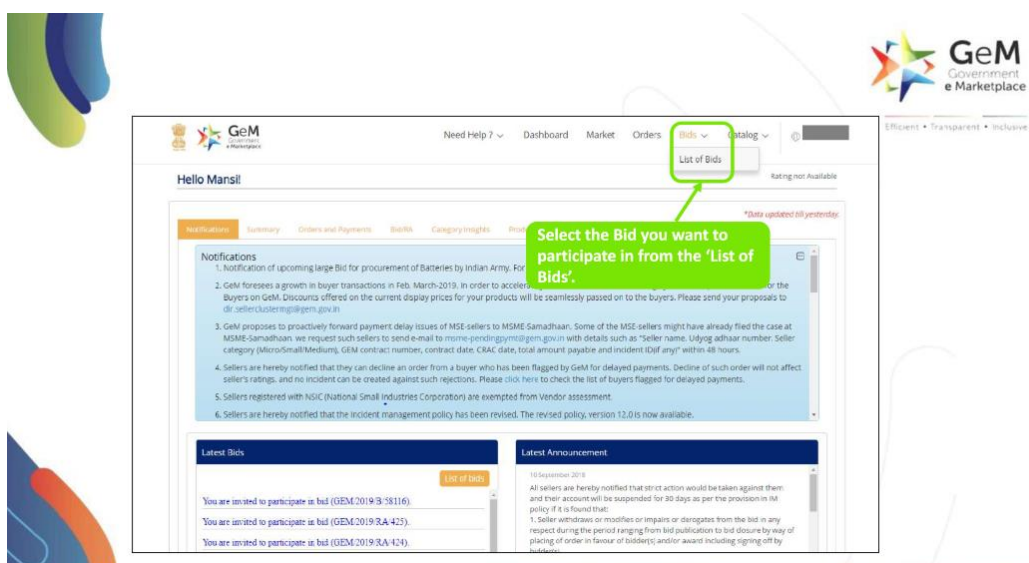 GeM
Government
e Marketplace
Efficient • Transparent • Inclusive
GeM
Government
e Marketplace
Need Help ? Dashboard Market Orders Bids Catalog
List of Bids
Hello Mansi!
Rating not Available
*Data updated till yesterday.
Notifications Summary Orders and Payments Bid/RA Category Insights
Select the Bid you want to
participate in from the ‘List of
Bids’.
Notifications
1. Notification of upcoming large Bid for procurement of Batteries by Indian Army. For
2. GeM foresees a growth in buyer transactions in Feb. March-2019. In order to or the
Buyers on GeM. Discounts offered on the current display prices for your products will be seamlessly passed on to the buyers. Please send your proposals to
dir.sellerclustermgt@gem.gov.in
3. GeM proposes to proactively forward payment delay issues of MSE-sellers to MSME-Samadhaan. Some of the MSE-sellers might have already filed the case at
MSME-Samadhaan. we request such sellers to send e-mail to msme-pendingpymt@gem.gov.in with details such as "Seller name. Udyog adhaar number. Seller
category (Micro/Small/Medium), GEM contract number, contract date. CRAC date, total amount payable and incident ID(if any)" within 48 hours.
4. Sellers are hereby notified that they can decline an order from a buyer who has been flagged by GeM for delayed payments. Decline of such order will not affect
seller's ratings, and no incident can be created against such rejections. Please click here to check the list of buyers flagged for delayed payments.
5. Sellers registered with NSIC (National Small Industries Corporation) are exempted from Vendor assessment.
6. Sellers are hereby notified that the incident management policy has been revised. The revised policy, version 12.0 is now available.
Latest Bids
List of bids
You are invited to participate in bid (GEM/2019/B/58116).
You are invited to participate in bid (GEM/2019/RA/425).
You are invited to participate in bid (GEM/2019/RA/424).
Latest Announcement
10 September 2018
All sellers are hereby notified that strict action would be taken against them
and their account will be suspended for 30 days as per the provision in IM
policy if it is found that:
1. Seller withdraws or modifies or impairs or derogates from the bid in any
respect during the period ranging from bid publication to bid closure by way of
placing of order in favour of bidder(s) and/or award including signing off by